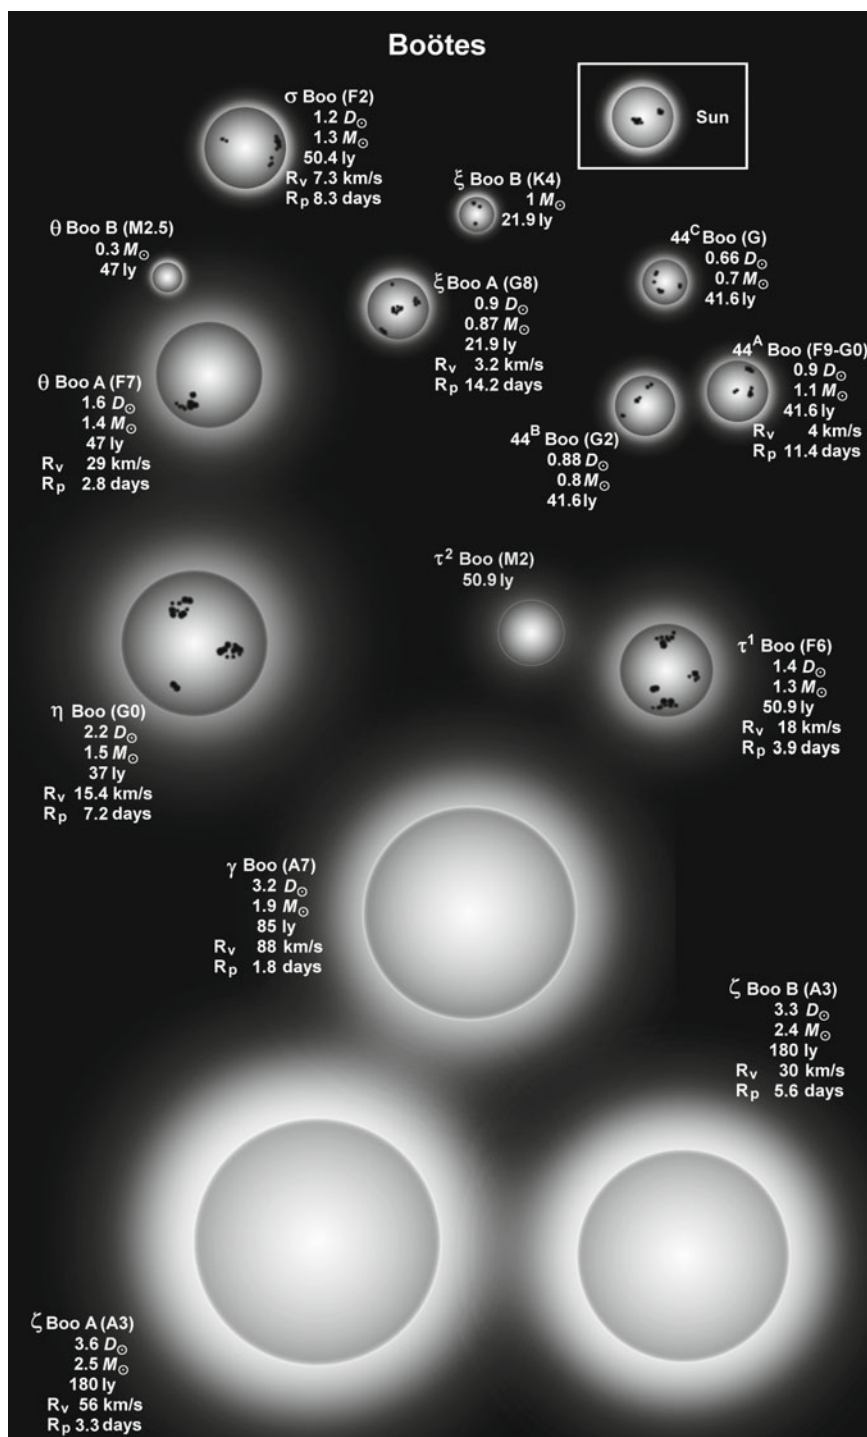 Boötes
Sun
σ Boo (F2)
1.2 D☉
1.3 M☉
50.4 ly
Rv 7.3 km/s
Rp 8.3 days
ξ Boo B (K4)
1 M☉
21.9 ly
θ Boo B (M2.5)
0.3 M☉
47 ly
44C Boo (G)
0.66 D☉
0.7 M☉
41.6 ly
ξ Boo A (G8)
0.9 D☉
0.87 M☉
21.9 ly
Rv 3.2 km/s
Rp 14.2 days
44A Boo (F9-G0)
0.9 D☉
1.1 M☉
41.6 ly
Rv 4 km/s
Rp 11.4 days
θ Boo A (F7)
1.6 D☉
1.4 M☉
47 ly
Rv 29 km/s
Rp 2.8 days
44B Boo (G2)
0.88 D☉
0.8 M☉
41.6 ly
τ2 Boo (M2)
50.9 ly
τ1 Boo (F6)
1.4 D☉
1.3 M☉
50.9 ly
Rv 18 km/s
Rp 3.9 days
η Boo (G0)
2.2 D☉
1.5 M☉
37 ly
Rv 15.4 km/s
Rp 7.2 days
γ Boo (A7)
3.2 D☉
1.9 M☉
85 ly
Rv 88 km/s
Rp 1.8 days
ζ Boo B (A3)
3.3 D☉
2.4 M☉
180 ly
Rv 30 km/s
Rp 5.6 days
ζ Boo A (A3)
3.6 D☉
2.5 M☉
180 ly
Rv 56 km/s
Rp 3.3 days